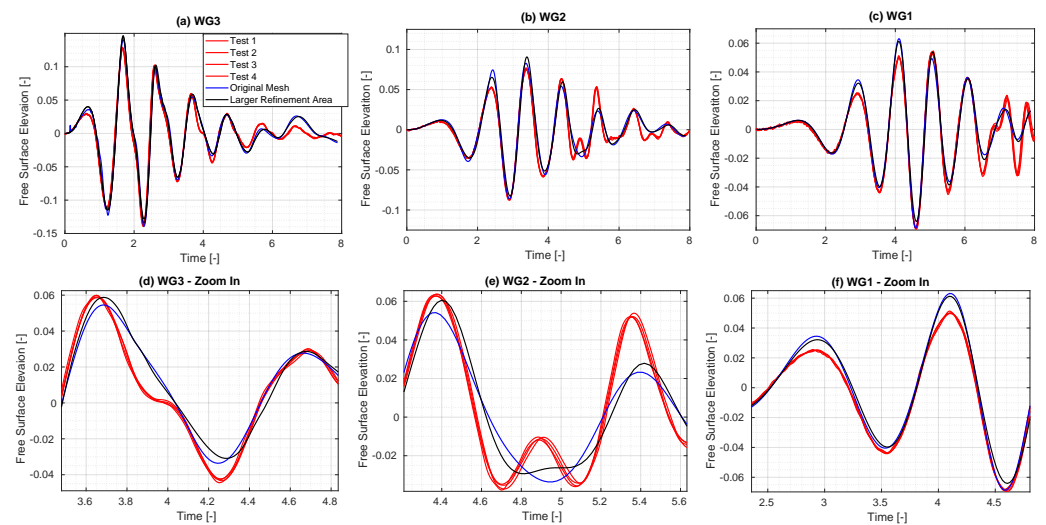 (a) WG3
Free Surface Elevaion [-]
0.1
0.05
0
-0.05
-0.1
-0.15
0 2 4 6 8
Time [-]
Test 1
Test 2
Test 3
Test 4
Original Mesh
Larger Refinement Area
(b) WG2
Free Surface Elevatition [-]
0.1
0.05
0
-0.05
-0.1
0 2 4 6 8
Time [-]
(c) WG1
Free Surface Elevatiton [-]
0.06
0.04
0.02
0
-0.02
-0.04
-0.06
0 2 4 6 8
Time [-]
(d) WG3 - Zoom In
Free Surface Elevaion [-]
0.06
0.04
0.02
0
-0.02
-0.04
3.6 3.8 4 4.2 4.4 4.6 4.8
Time [-]
(e) WG2 - Zoom In
Free Surface Elevation [-]
0.06
0.04
0.02
0
-0.02
4.4 4.6 4.8 5 5.2 5.4 5.6
Time [-]
(f) WG1 - Zoom In
Free Surface Elevation [-]
0.06
0.04
0.02
0
-0.02
-0.04
-0.06
2.5 3 3.5 4 4.5
Time [-]